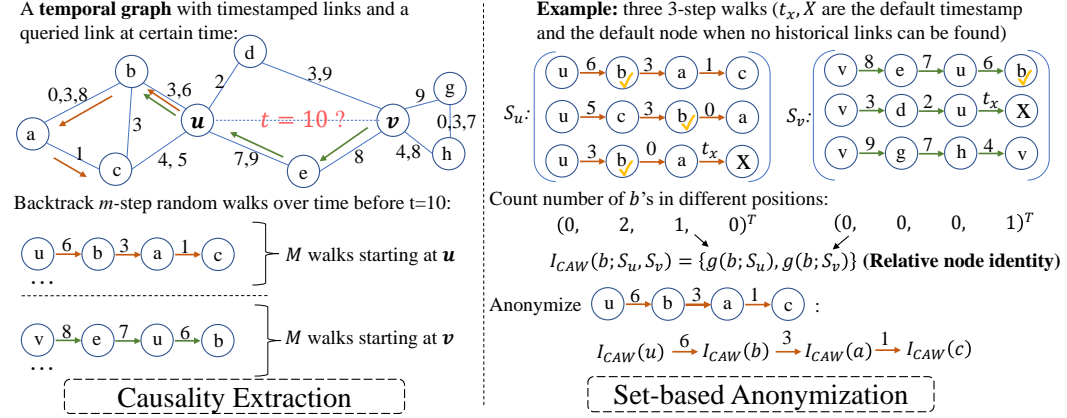 A temporal graph with timestamped links and a
queried link at certain time:
d
b
3,9
2
0,3,8
3,6
9
g
a
3
u
t = 10 ?
v
0,3,7
1
4, 5
7,9
8
4,8
h
c
e
Backtrack m-step random walks over time before t=10:
u 6 b 3 a 1 c
M walks starting at u
…
v 8 e 7 u 6 b
M walks starting at v
…
Causality Extraction
Example: three 3-step walks (t_x, X are the default timestamp
and the default node when no historical links can be found)
S_u:
u 6 b 3 a 1 c
u 5 c 3 b 0 a
u 3 b 0 a t_x X
S_v:
v 8 e 7 u 6 b
v 3 d 2 u t_x X
v 9 g 7 h 4 v
Count number of b's in different positions:
(0, 2, 1, 0)^T (0, 0, 0, 1)^T
I_CAW(b; S_u, S_v) = {g(b; S_u), g(b; S_v)} (Relative node identity)
Anonymize u 6 b 3 a 1 c :
I_CAW(u) 6 I_CAW(b) 3 I_CAW(a) 1 I_CAW(c)
Set-based Anonymization